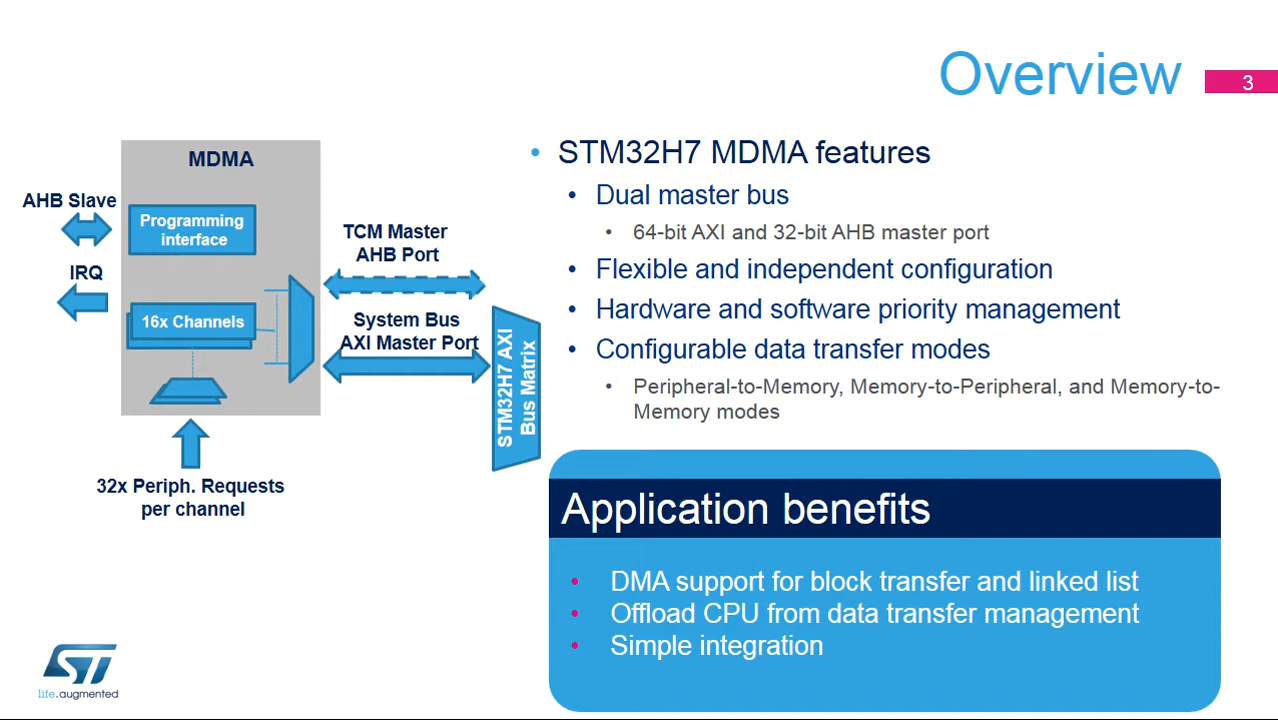 Overview
3
MDMA
AHB Slave
Programming
interface
IRQ
16x Channels
32x Periph. Requests
per channel
TCM Master
AHB Port
System Bus
AXI Master Port
STM32H7 AXI
Bus Matrix
• STM32H7 MDMA features
• Dual master bus
• 64-bit AXI and 32-bit AHB master port
• Flexible and independent configuration
• Hardware and software priority management
• Configurable data transfer modes
• Peripheral-to-Memory, Memory-to-Peripheral, and Memory-to-
Memory modes
Application benefits
• DMA support for block transfer and linked list
• Offload CPU from data transfer management
• Simple integration
ST
life.augmented